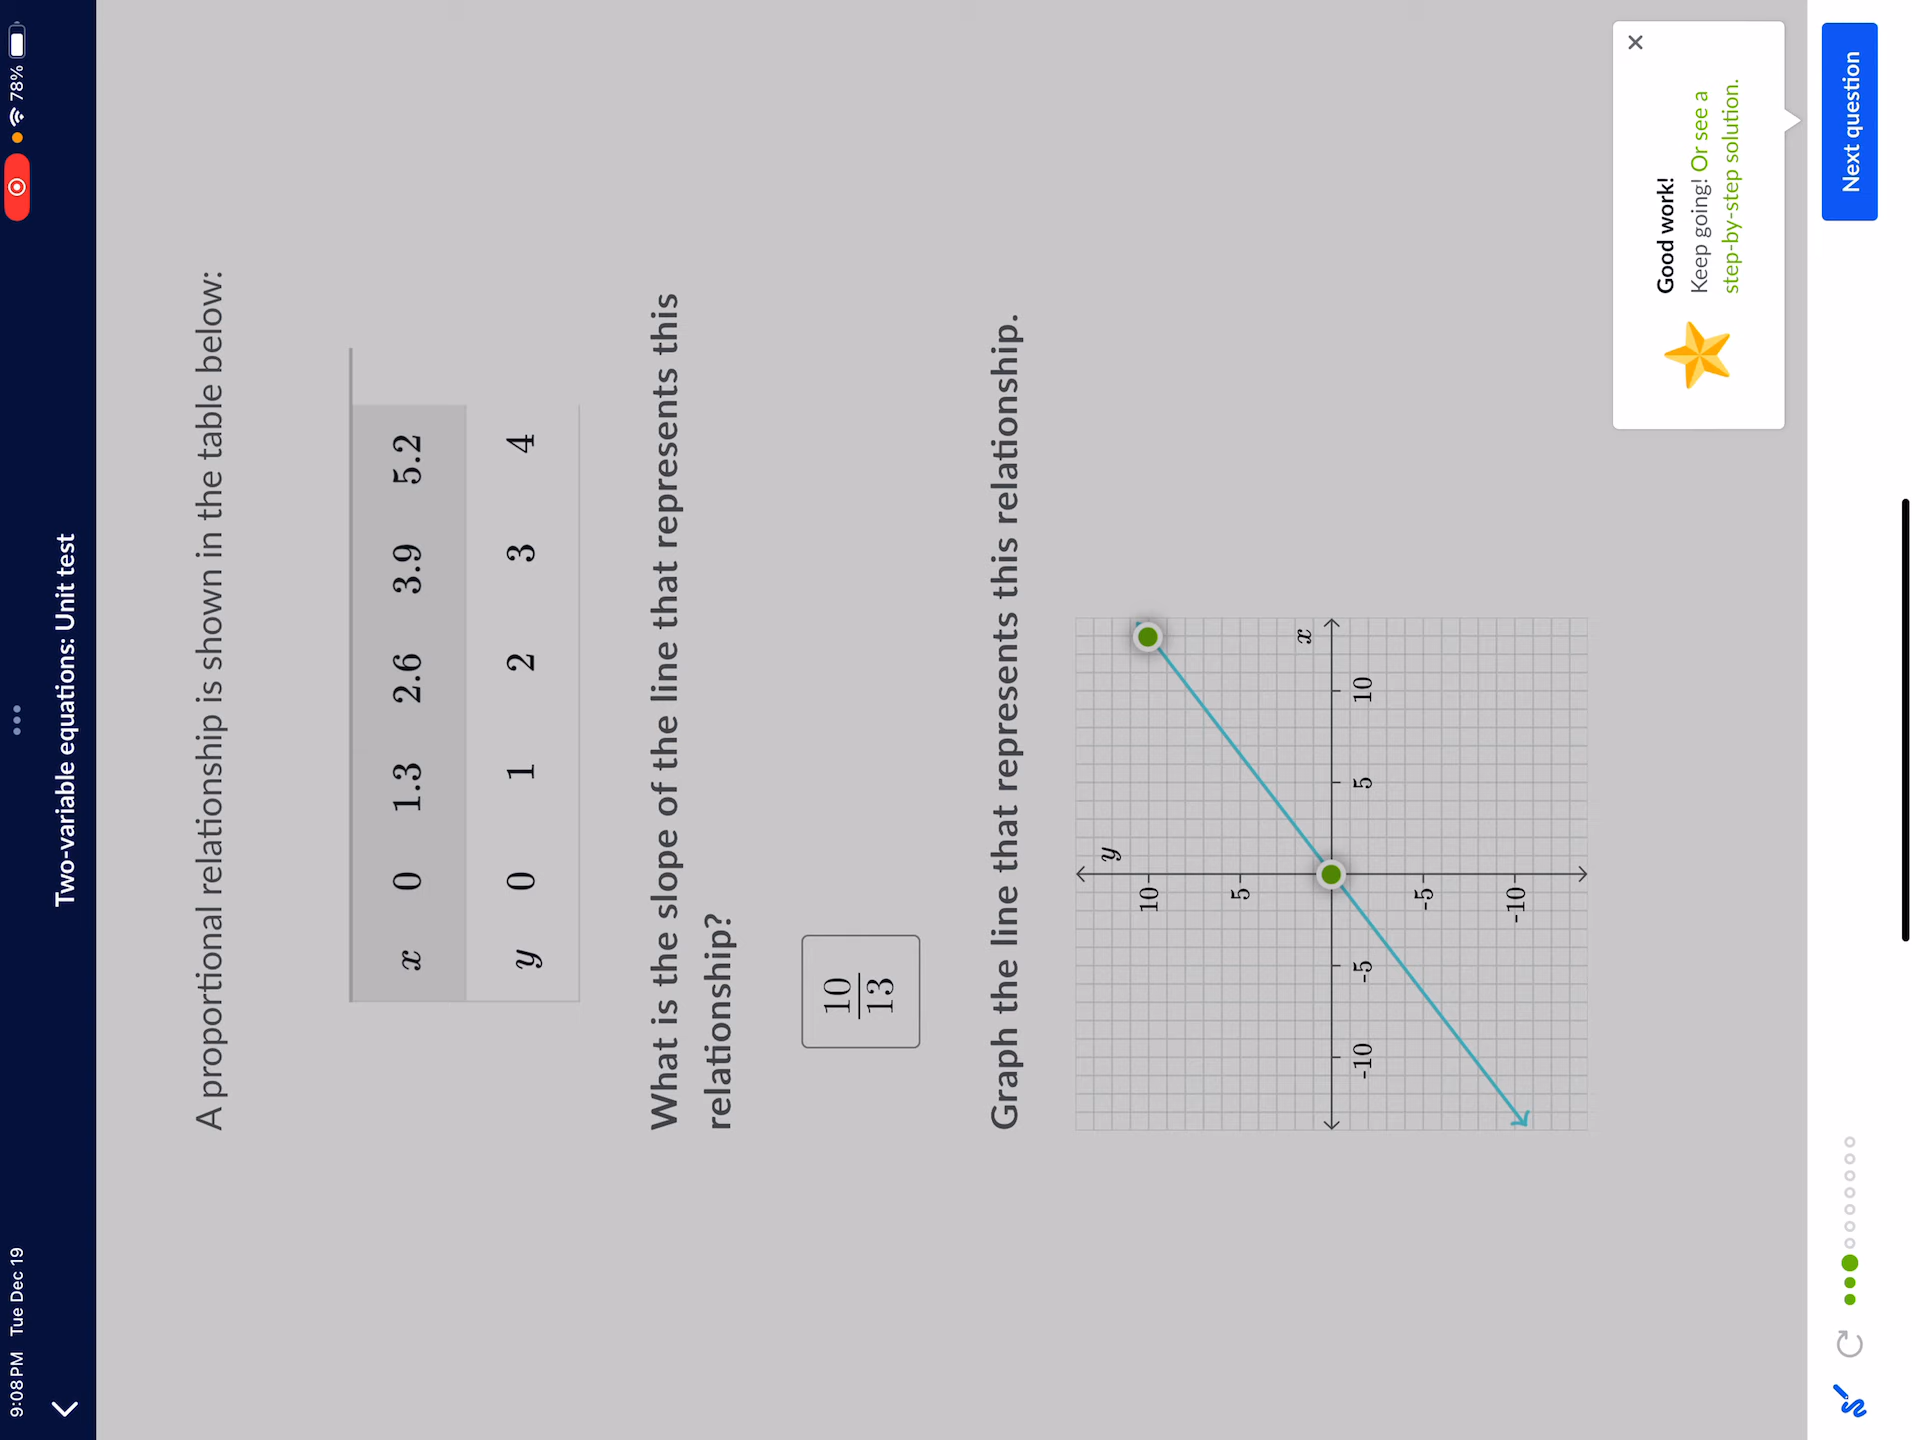 9:08 PM Tue Dec 19
78%
Two-variable equations: Unit test
A proportional relationship is shown in the table below:
x 0 1.3 2.6 3.9 5.2
y 0 1 2 3 4
What is the slope of the line that represents this
relationship?
10
13
Graph the line that represents this relationship.
y
10
5
-10 -5 5 10
x
-5
-10
Good work!
Keep going! Or see a
step-by-step solution.
Next question